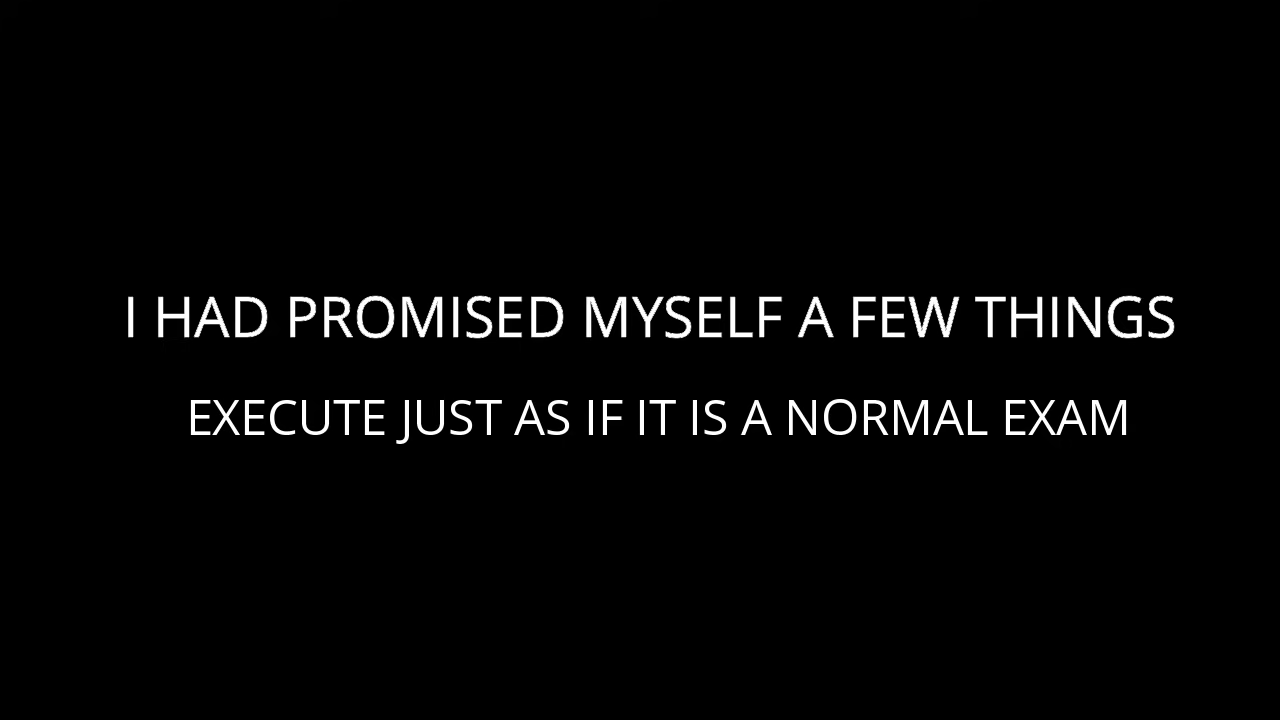 I HAD PROMISED MYSELF A FEW THINGS
EXECUTE JUST AS IF IT IS A NORMAL EXAM